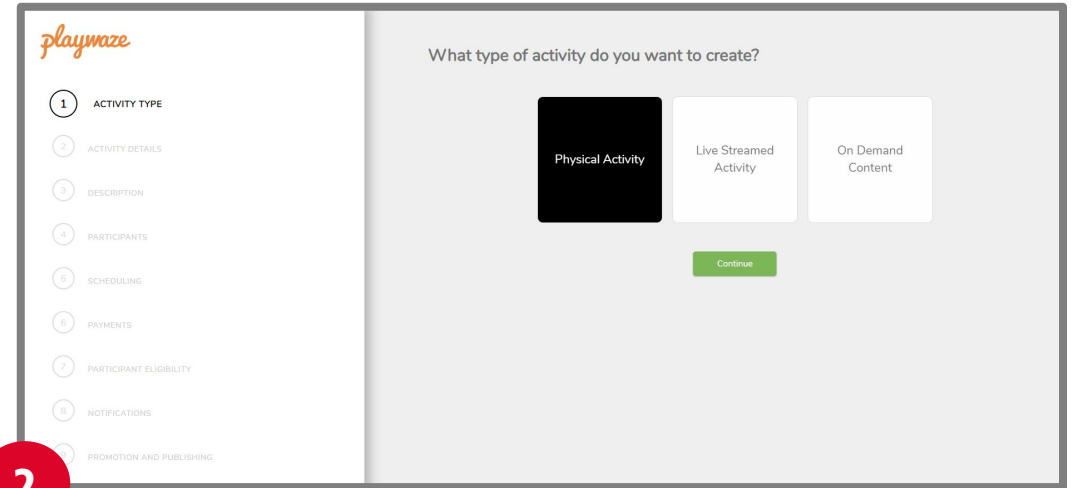 playwaze
What type of activity do you want to create?
1 ACTIVITY TYPE
2 ACTIVITY DETAILS
3 DESCRIPTION
4 PARTICIPANTS
5 SCHEDULING
6 PAYMENTS
7 PARTICIPANT ELIGIBILITY
8 NOTIFICATIONS
9 PROMOTION AND PUBLISHING
Physical Activity
Live Streamed
Activity
On Demand
Content
Continue
2